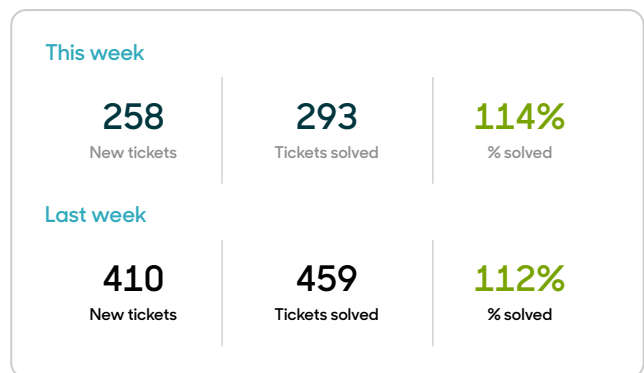 This week
258 293 114%
New tickets Tickets solved % solved
Last week
410 459 112%
New tickets Tickets solved % solved